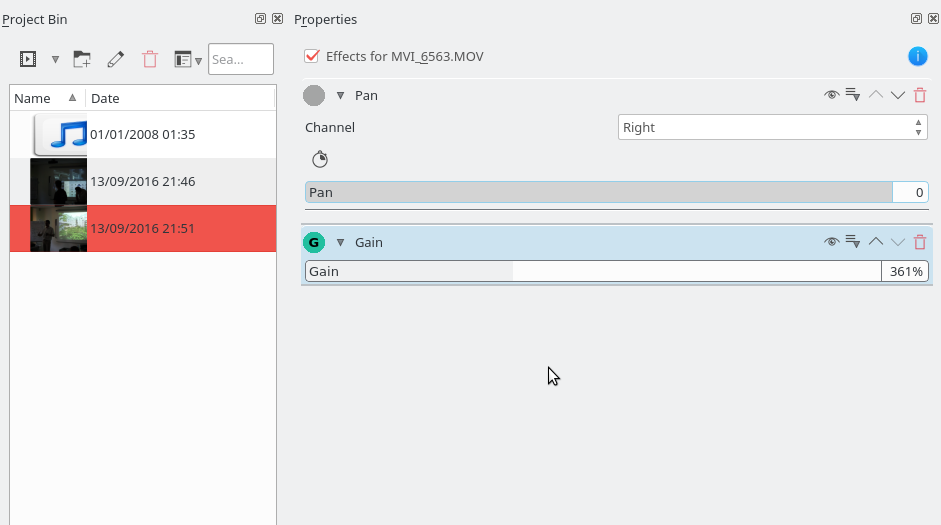 Project Bin
Properties
Sea...
Effects for MVI_6563.MOV
Name
Date
Pan
01/01/2008 01:35
Channel
Right
13/09/2016 21:46
Pan
0
13/09/2016 21:51
G
Gain
Gain
361%
i